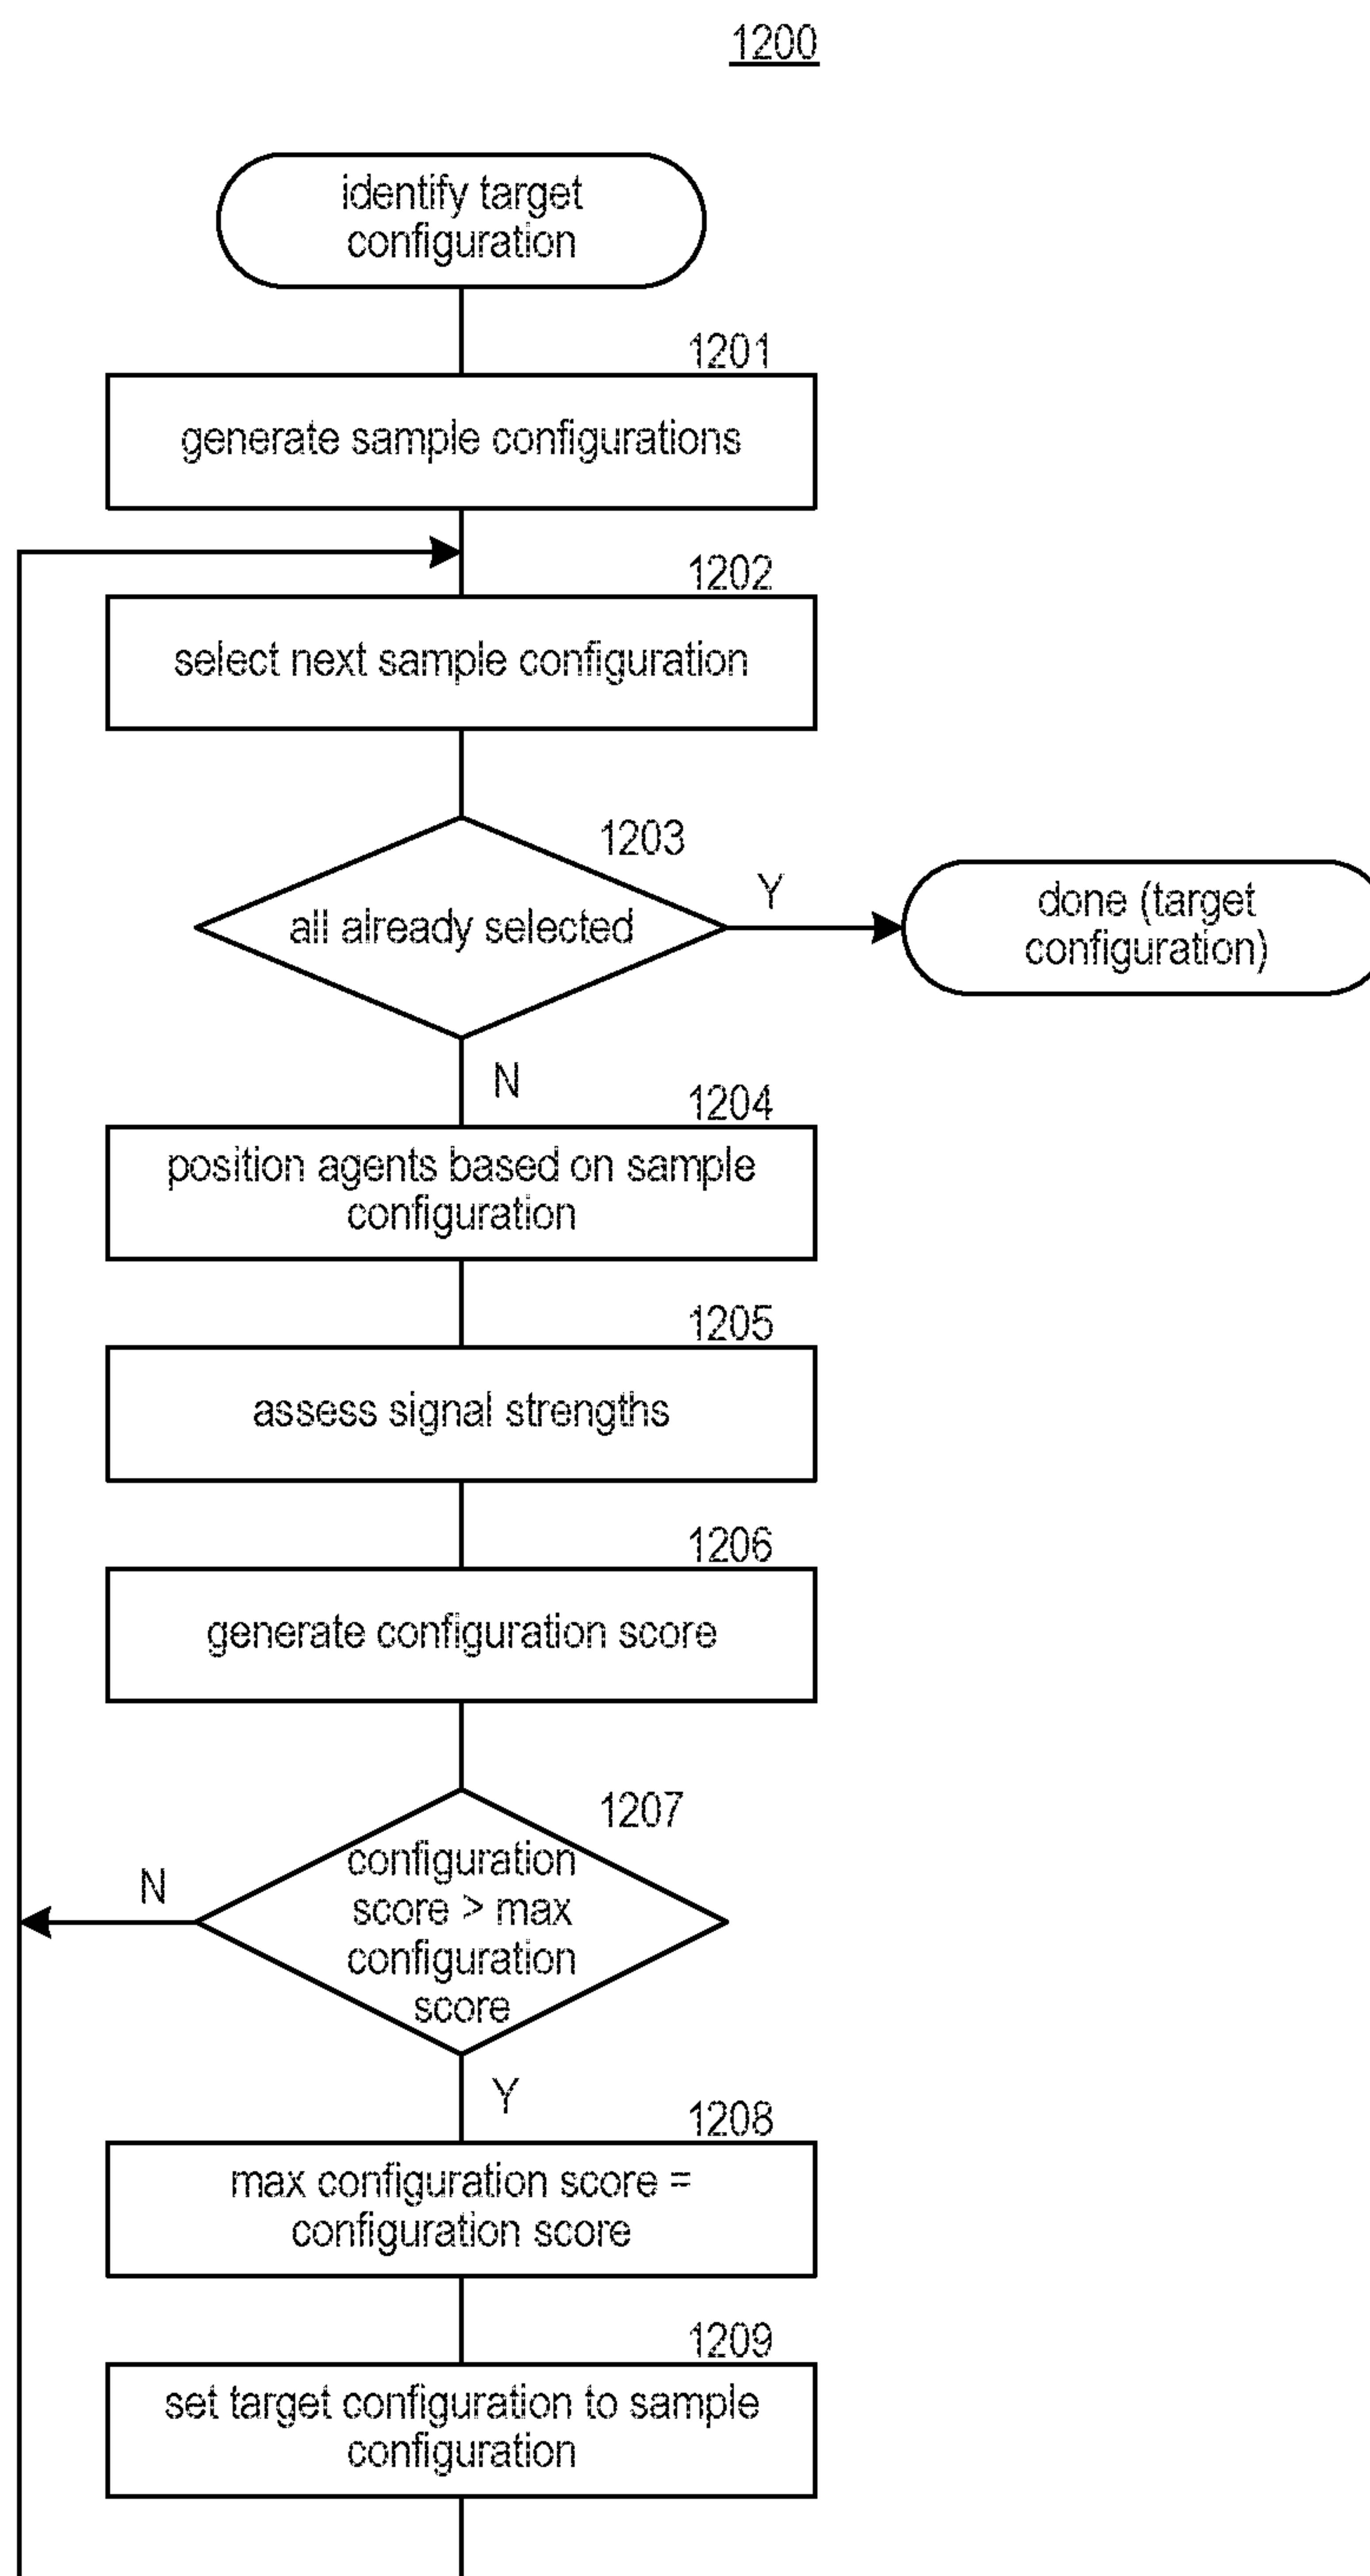 1200
identify target
configuration
1201
generate sample configurations
1202
select next sample configuration
1203
all already selected
Y
done (target
configuration)
N
1204
position agents based on sample
configuration
1205
assess signal strengths
1206
generate configuration score
1207
configuration
score > max
configuration
score
N
Y
1208
max configuration score =
configuration score
1209
set target configuration to sample
configuration